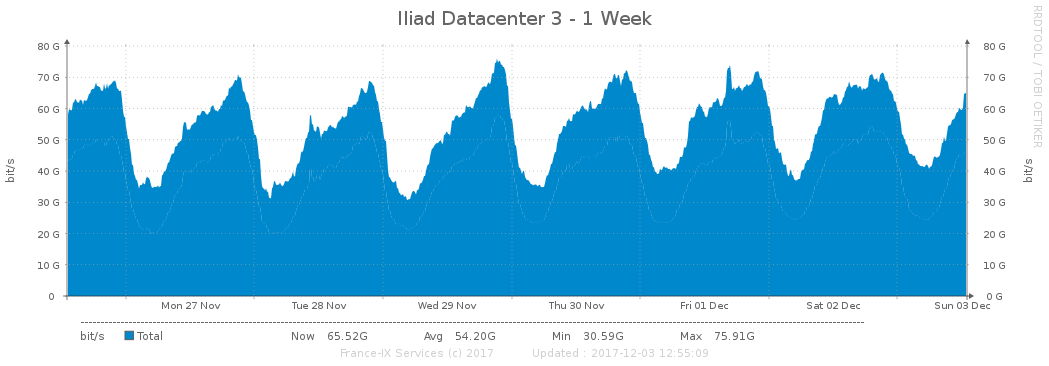 Iliad Datacenter 3 - 1 Week
RRDTOOL / TOBI OETIKER
80 G 80 G
70 G 70 G
60 G 60 G
50 G 50 G
40 G 40 G
30 G 30 G
20 G 20 G
10 G 10 G
0 0 G
bit/s
bit/s
Mon 27 Nov Tue 28 Nov Wed 29 Nov Thu 30 Nov Fri 01 Dec Sat 02 Dec Sun 03 Dec
bit/s Total Now 65.52G Avg 54.20G Min 30.59G Max 75.91G
France-IX Services (c) 2017 Updated : 2017-12-03 12:55:09